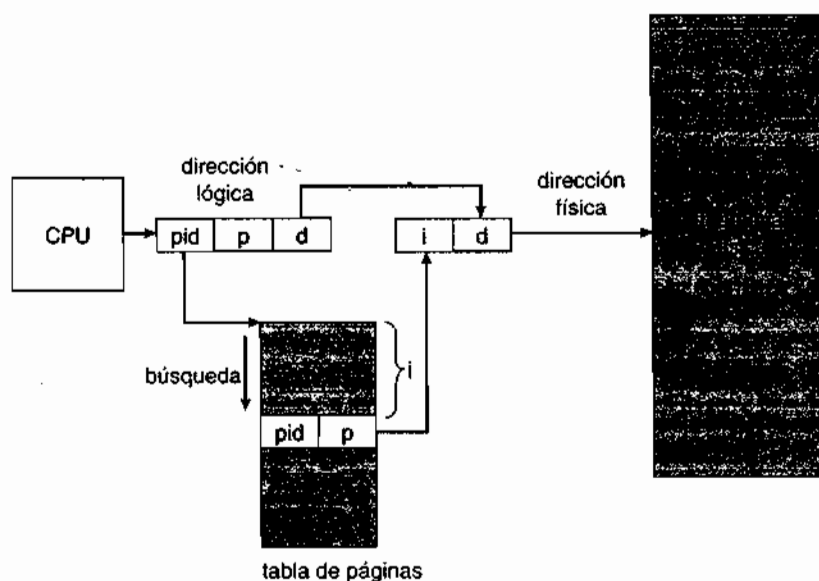 dirección
lógica
CPU
pid p d
i d
dirección
física
búsqueda
i
pid p
tabla de páginas